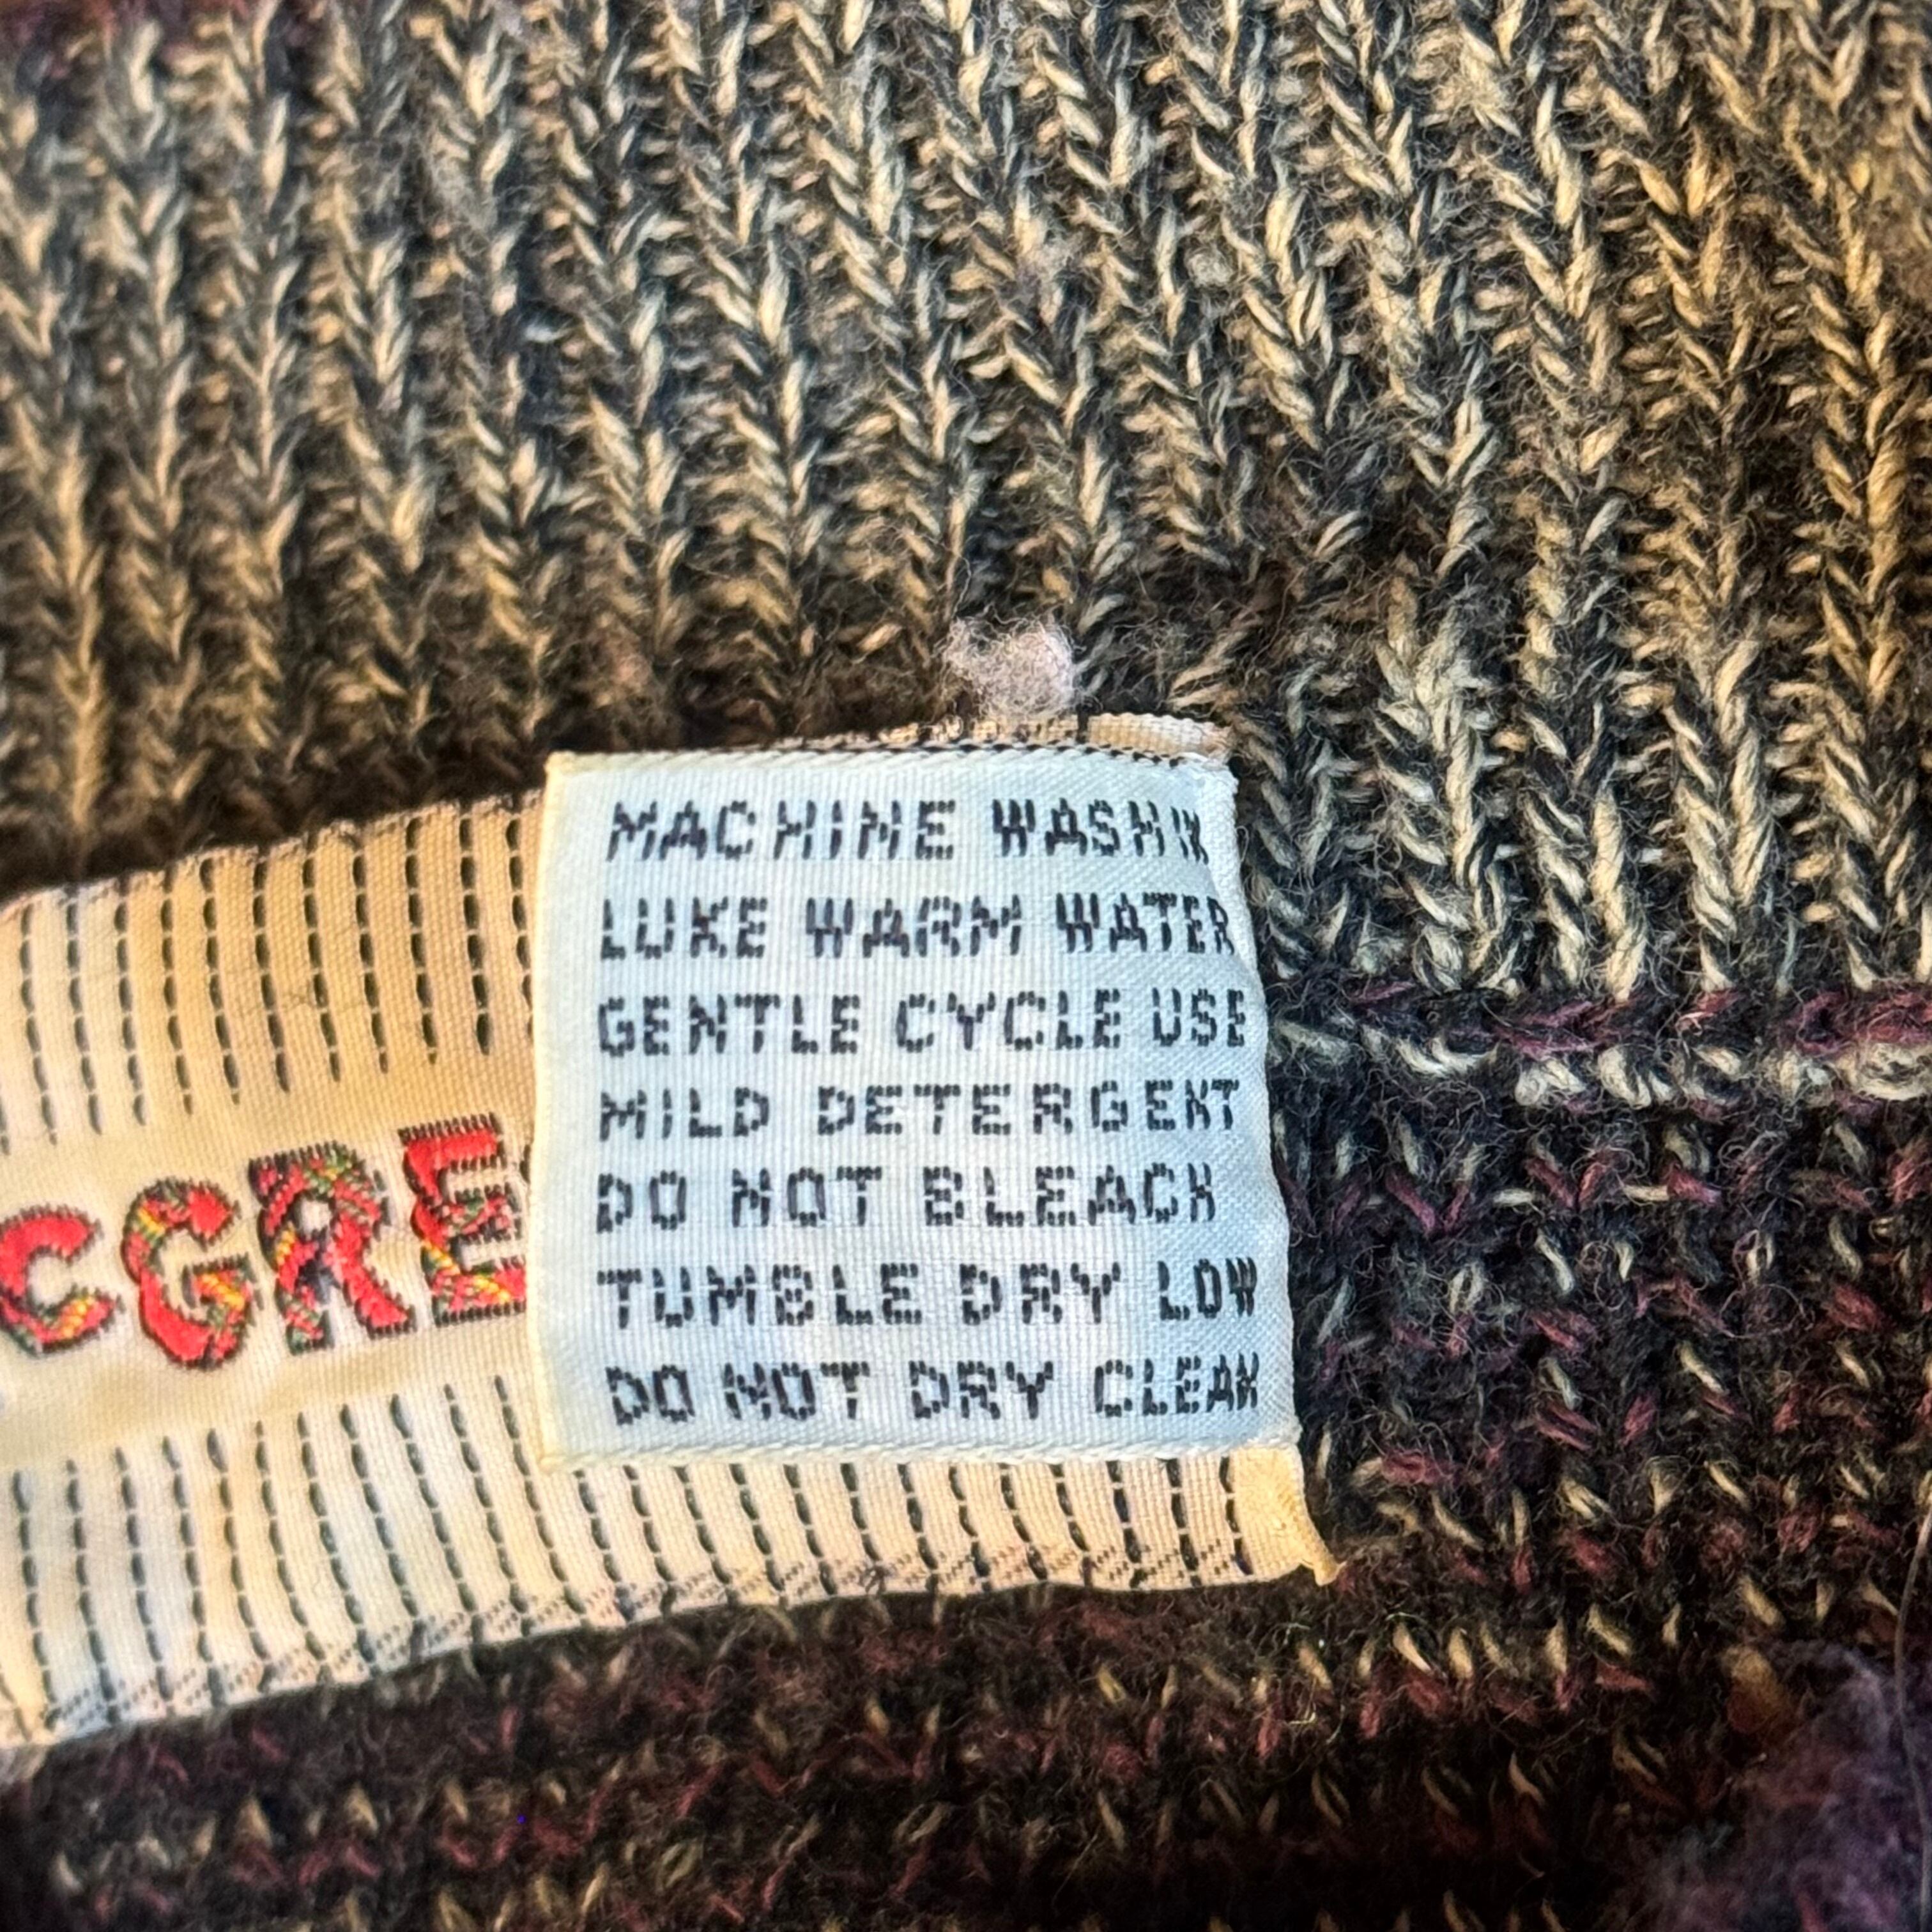 CGRE
MACHINE WASH IN
LUKE WARM WATER
GENTLE CYCLE USE
MILD DETERGENT
DO NOT BLEACH
TUMBLE DRY LOW
DO NOT DRY CLEAN